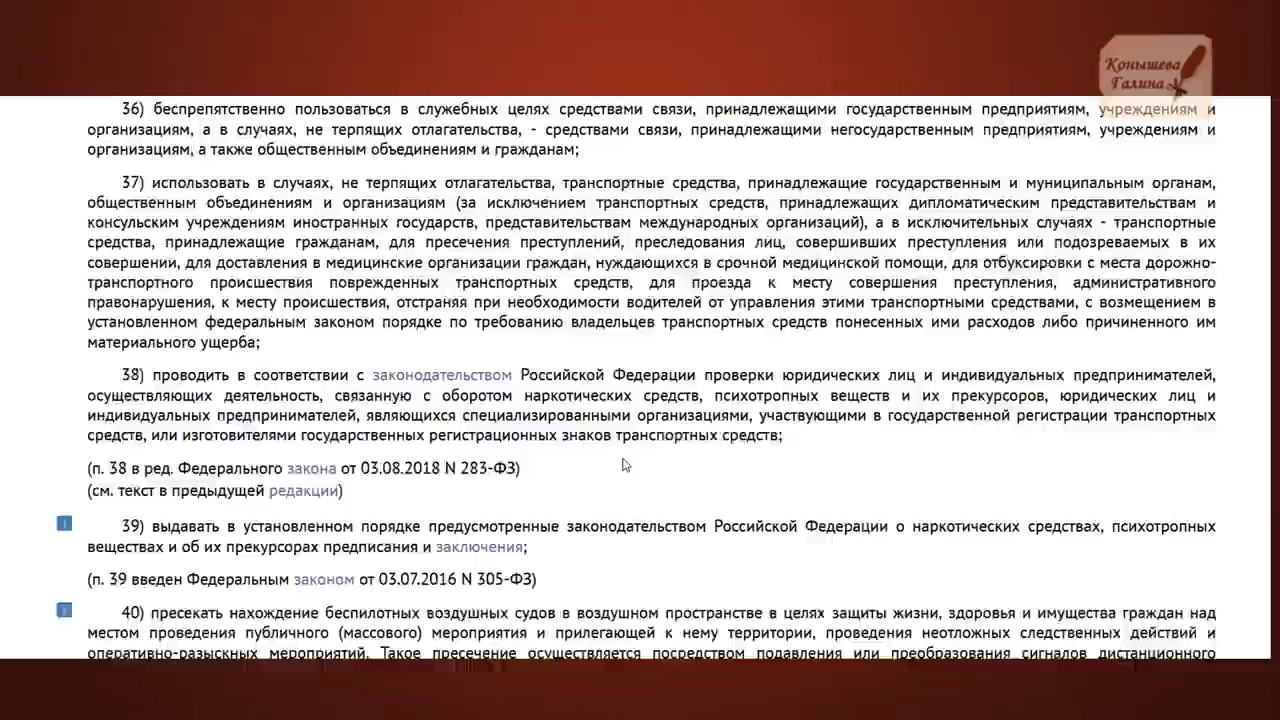 Конышева
Галина
36) беспрепятственно пользоваться в служебных целях средствами связи, принадлежащими государственным предприятиям, учреждениям и
организациям, а в случаях, не терпящих отлагательства, - средствами связи, принадлежащими негосударственным предприятиям, учреждениям и
организациям, а также общественным объединениям и гражданам;
37) использовать в случаях, не терпящих отлагательства, транспортные средства, принадлежащие государственным и муниципальным органам,
общественным объединениям и организациям (за исключением транспортных средств, принадлежащих дипломатическим представительствам и
консульским учреждениям иностранных государств, представительствам международных организаций), а в исключительных случаях - транспортные
средства, принадлежащие гражданам, для пресечения преступлений, преследования лиц, совершивших преступления или подозреваемых в их
совершении, для доставления в медицинские организации граждан, нуждающихся в срочной медицинской помощи, для отбуксировки с места дорожно-
транспортного происшествия поврежденных транспортных средств, для проезда к месту совершения преступления, административного
правонарушения, к месту происшествия, отстраняя при необходимости водителей от управления этими транспортными средствами, с возмещением в
установленном федеральным законом порядке по требованию владельцев транспортных средств понесенных ими расходов либо причиненного им
материального ущерба;
38) проводить в соответствии с законодательством Российской Федерации проверки юридических лиц и индивидуальных предпринимателей,
осуществляющих деятельность, связанную с оборотом наркотических средств, психотропных веществ и их прекурсоров, юридических лиц и
индивидуальных предпринимателей, являющихся специализированными организациями, участвующими в государственной регистрации транспортных
средств, или изготовителями государственных регистрационных знаков транспортных средств;
(п. 38 в ред. Федерального закона от 03.08.2018 N 283-ФЗ)
(см. текст в предыдущей редакции)
39) выдавать в установленном порядке предусмотренные законодательством Российской Федерации о наркотических средствах, психотропных
веществах и об их прекурсорах предписания и заключения;
(п. 39 введен Федеральным законом от 03.07.2016 N 305-ФЗ)
40) пресекать нахождение беспилотных воздушных судов в воздушном пространстве в целях защиты жизни, здоровья и имущества граждан над
местом проведения публичного (массового) мероприятия и прилегающей к нему территории, проведения неотложных следственных действий и
оперативно-разыскных мероприятий. Такое пресечение осуществляется посредством подавления или преобразования сигналов дистанционного